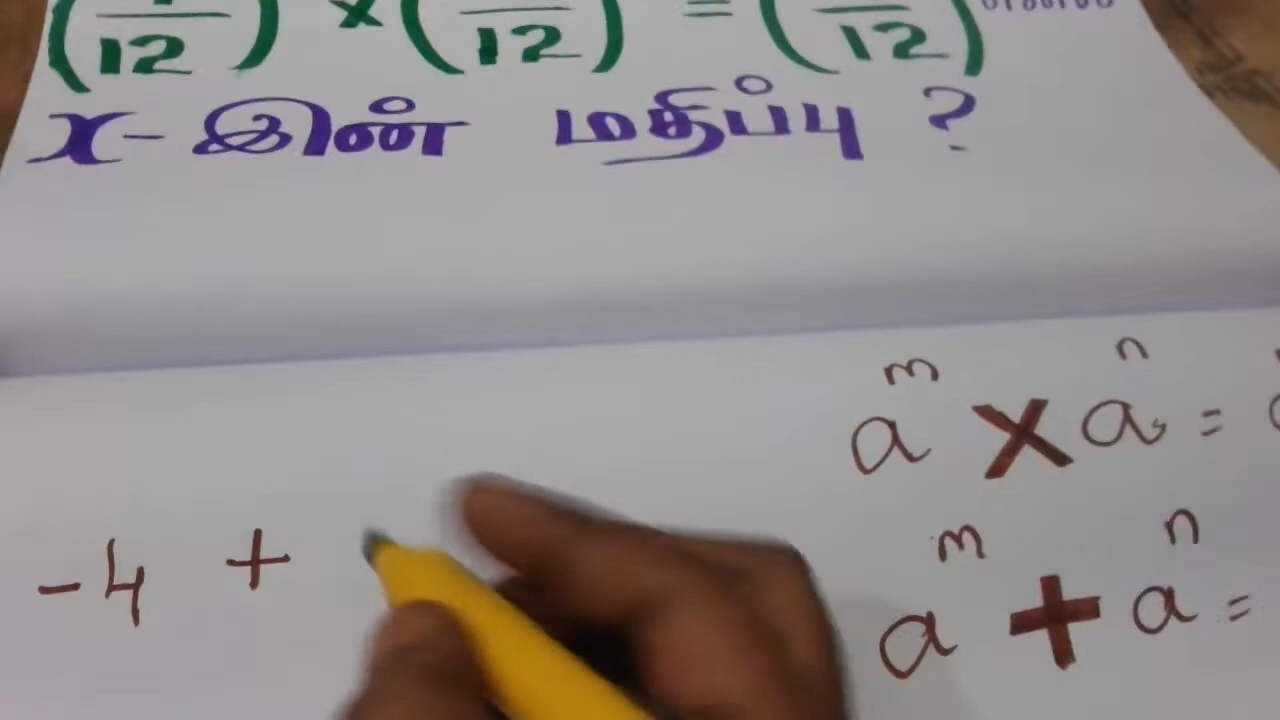 (—/12) × (—/12) = (—/12)
x- இன் மதிப்பு ?
a^m × a^n =
-4 +
a^m + a^n =